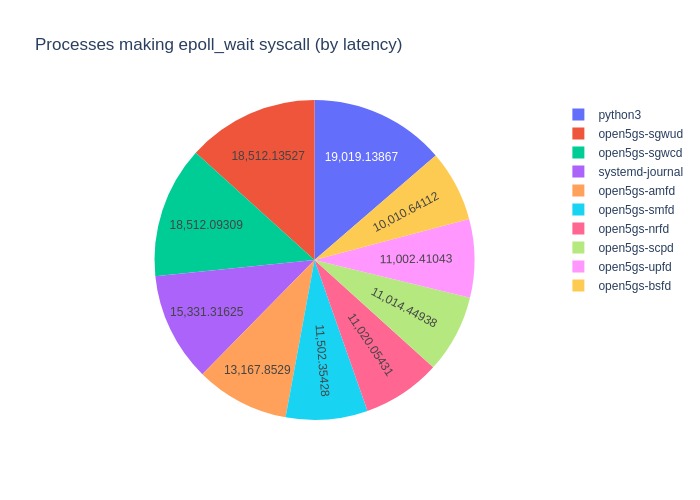 Processes making epoll_wait syscall (by latency)
19,019.13867
18,512.13527
18,512.09309
15,331.31625
13,167.8529
11,502.35428
11,020.05431
11,014.44938
11,002.41043
10,010.64112
python3
open5gs-sgwud
open5gs-sgwcd
systemd-journal
open5gs-amfd
open5gs-smfd
open5gs-nrfd
open5gs-scpd
open5gs-upfd
open5gs-bsfd